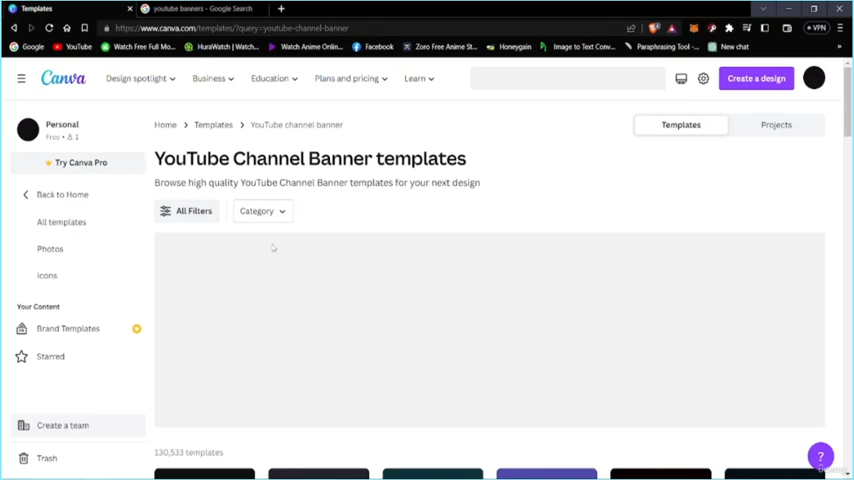 Templates
youtube banners - Google Search
https://www.canva.com/templates/?query=youtube-channel-banner
VPN
Google
YouTube
Watch Free Full Mo...
HuraWatch | Watch...
Watch Anime Onlin...
Facebook
Zoro Free Anime St...
Honeygain
Image to Text Conv...
Paraphrasing Tool -...
New chat
Canva
Design spotlight
Business
Education
Plans and pricing
Learn
Create a design
Personal
Free • 1
Try Canva Pro
Back to Home
All templates
Photos
Icons
Your Content
Brand Templates
Starred
Create a team
Trash
Home > Templates > YouTube channel banner
Templates
Projects
YouTube Channel Banner templates
Browse high quality YouTube Channel Banner templates for your next design
All Filters
Category
130,533 templates
?